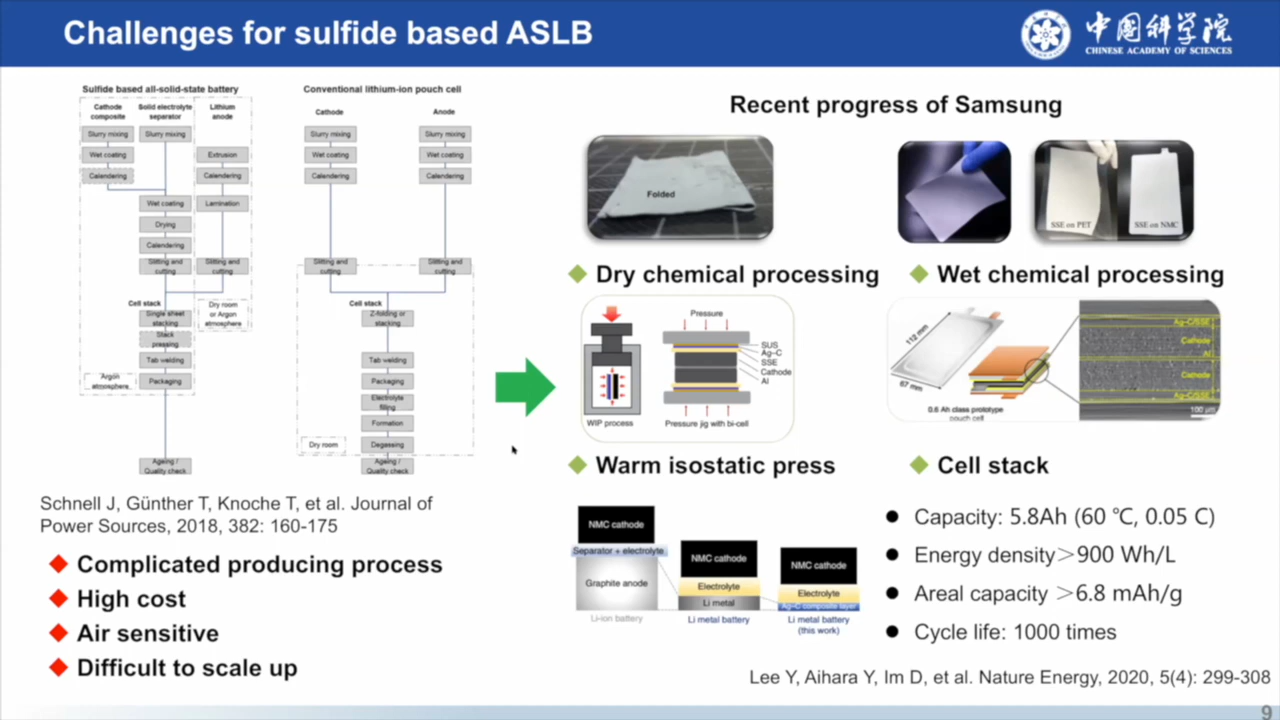 Challenges for sulfide based ASLB
中国科学院
CHINESE ACADEMY OF SCIENCES
Sulfide based all-solid-state battery
Cathode composite
Solid electrolyte separator
Lithium anode
Slurry mixing
Slurry mixing
Wet coating
Extrusion
Calendering
Calendering
Wet coating
Lamination
Drying
Calendering
Slitting and cutting
Slitting and cutting
Cell stack
Dry room or Argon atmosphere
Single sheet stacking
Stack pressing
Tab welding
Argon atmosphere
Packaging
Ageing / Quality check
Conventional lithium-ion pouch cell
Cathode
Anode
Slurry mixing
Slurry mixing
Wet coating
Wet coating
Calendering
Calendering
Slitting and cutting
Slitting and cutting
Cell stack
Z-folding or stacking
Tab welding
Packaging
Electrolyte filling
Formation
Dry room
Degassing
Ageing / Quality check
Schnell J, Günther T, Knoche T, et al. Journal of
Power Sources, 2018, 382: 160-175
Complicated producing process
High cost
Air sensitive
Difficult to scale up
Recent progress of Samsung
Folded
SSE on PET
SSE on NMC
Dry chemical processing
Wet chemical processing
WIP process
Pressure
SUS
Ag–C
SSE
Cathode
Al
Pressure jig with bi-cell
112 mm
67 mm
0.6 Ah class prototype
pouch cell
Ag–C/SSE
Cathode
Al
Cathode
Ag–C/SSE
100 μm
Warm isostatic press
Cell stack
NMC cathode
Separator + electrolyte
Graphite anode
Li-ion battery
NMC cathode
Electrolyte
Li metal
Li metal battery
NMC cathode
Electrolyte
Ag–C composite layer
Li metal battery
(this work)
Capacity: 5.8Ah (60 ℃, 0.05 C)
Energy density＞900 Wh/L
Areal capacity ＞6.8 mAh/g
Cycle life: 1000 times
Lee Y, Aihara Y, Im D, et al. Nature Energy, 2020, 5(4): 299-308
9